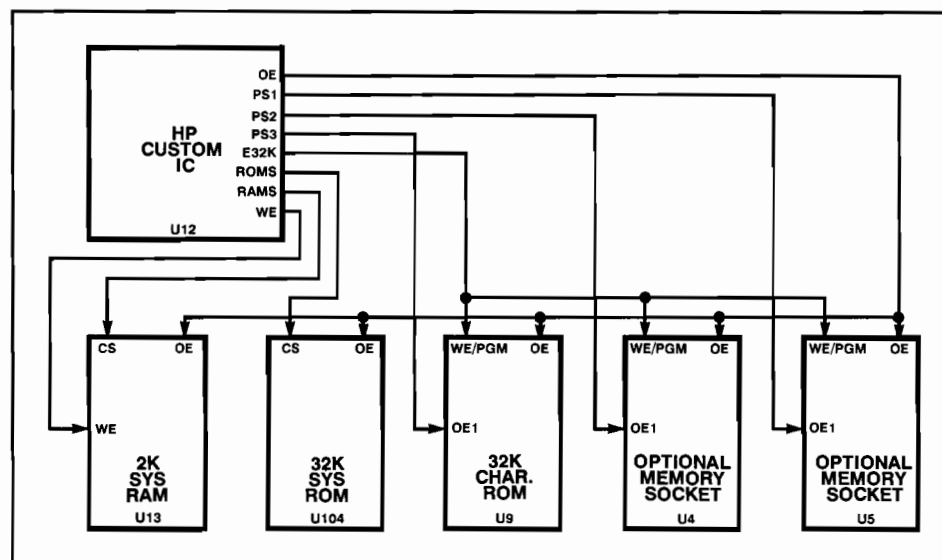 OE
PS1
PS2
PS3
E32K
ROMS
RAMS
WE
HP
CUSTOM
IC
U12
CS OE
WE
2K
SYS
RAM
U13
CS OE
32K
SYS
ROM
U104
WE/PGM OE
OE1
32K
CHAR.
ROM
U9
WE/PGM OE
OE1
OPTIONAL
MEMORY
SOCKET
U4
WE/PGM OE
OE1
OPTIONAL
MEMORY
SOCKET
U5